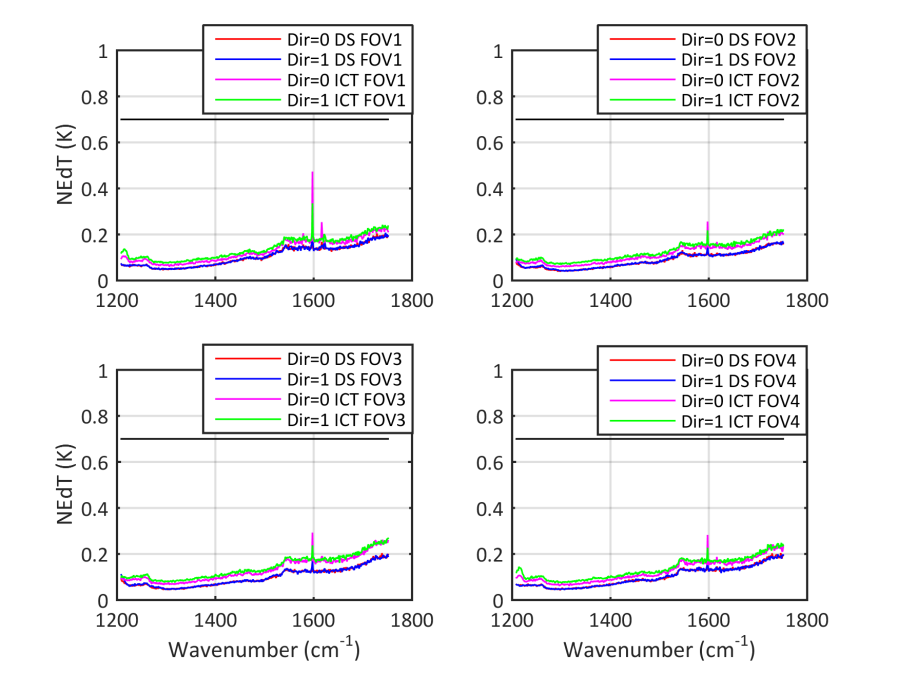 Dir=0 DS FOV1
Dir=1 DS FOV1
Dir=0 ICT FOV1
Dir=1 ICT FOV1
1
0.8
0.6
0.4
0.2
0
NEdT (K)
1200 1400 1600 1800
Dir=0 DS FOV2
Dir=1 DS FOV2
Dir=0 ICT FOV2
Dir=1 ICT FOV2
1
0.8
0.6
0.4
0.2
0
1200 1400 1600 1800
Dir=0 DS FOV3
Dir=1 DS FOV3
Dir=0 ICT FOV3
Dir=1 ICT FOV3
1
0.8
0.6
0.4
0.2
0
NEdT (K)
1200 1400 1600 1800
Wavenumber (cm⁻¹)
Dir=0 DS FOV4
Dir=1 DS FOV4
Dir=0 ICT FOV4
Dir=1 ICT FOV4
1
0.8
0.6
0.4
0.2
0
1200 1400 1600 1800
Wavenumber (cm⁻¹)